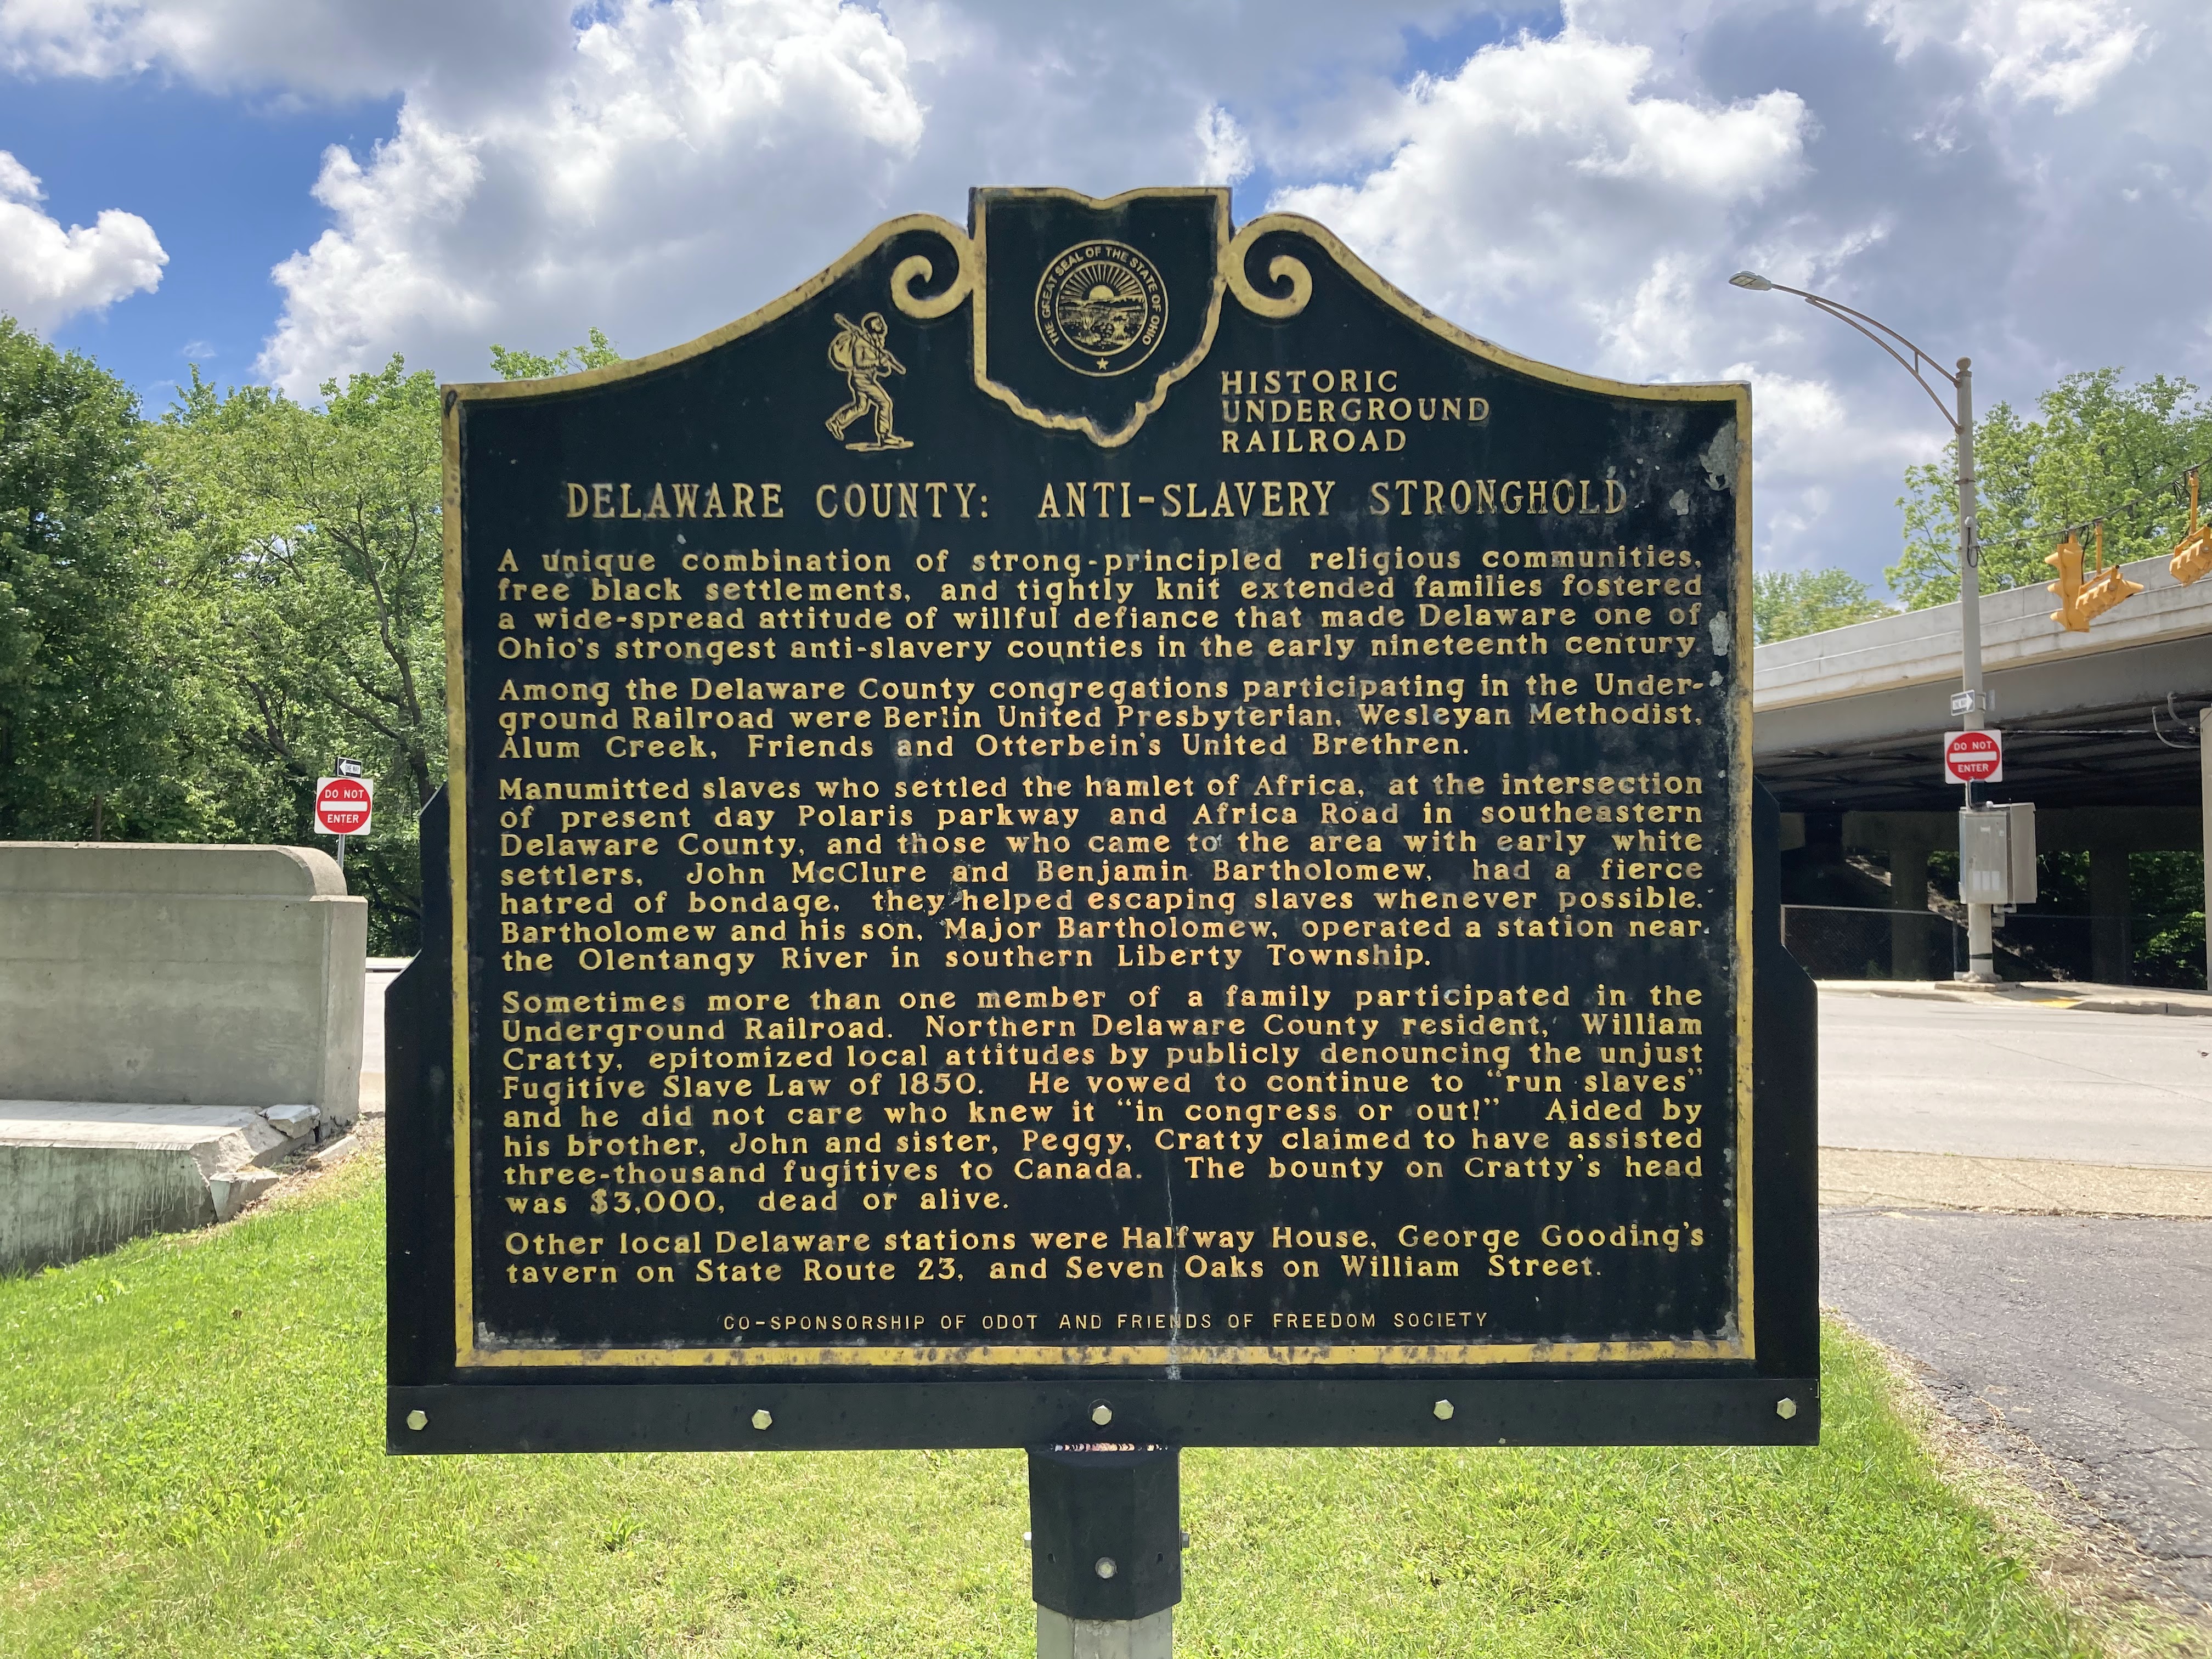 THE GREAT SEAL OF THE STATE OF OHIO
HISTORIC
UNDERGROUND
RAILROAD
DELAWARE COUNTY: ANTI-SLAVERY STRONGHOLD
A unique combination of strong-principled religious communities,
free black settlements, and tightly knit extended families fostered
a wide-spread attitude of willful defiance that made Delaware one of
Ohio's strongest anti-slavery counties in the early nineteenth century
Among the Delaware County congregations participating in the Under-
ground Railroad were Berlin United Presbyterian, Wesleyan Methodist,
Alum Creek, Friends and Otterbein's United Brethren.
Manumitted slaves who settled the hamlet of Africa, at the intersection
of present day Polaris parkway and Africa Road in southeastern
Delaware County, and those who came to the area with early white
settlers, John McClure and Benjamin Bartholomew, had a fierce
hatred of bondage, they helped escaping slaves whenever possible.
Bartholomew and his son, Major Bartholomew, operated a station near
the Olentangy River in southern Liberty Township.
Sometimes more than one member of a family participated in the
Underground Railroad. Northern Delaware County resident, William
Cratty, epitomized local attitudes by publicly denouncing the unjust
Fugitive Slave Law of 1850. He vowed to continue to “run slaves”
and he did not care who knew it “in congress or out!” Aided by
his brother, John and sister, Peggy, Cratty claimed to have assisted
three-thousand fugitives to Canada. The bounty on Cratty's head
was $3,000, dead or alive.
Other local Delaware stations were Halfway House, George Gooding's
tavern on State Route 23, and Seven Oaks on William Street.
CO-SPONSORSHIP OF ODOT AND FRIENDS OF FREEDOM SOCIETY
DO NOT
ENTER
DO NOT
ENTER